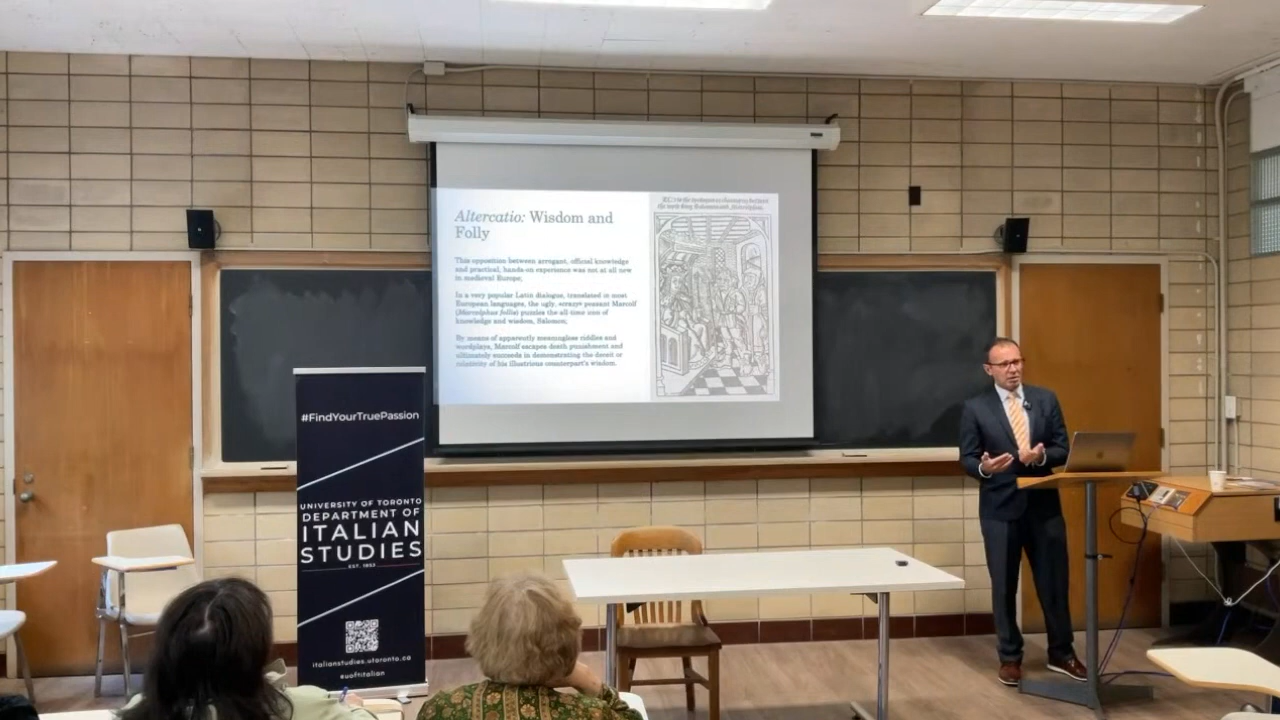 Altercatio: Wisdom and
Folly
This opposition between arrogant, official knowledge
and practical, hands-on experience was not at all new
in medieval Europe;
In a very popular Latin dialogue, translated in most
European languages, the ugly, «crazy» peasant Marcolf
(Marcolphus follis) puzzles the all-time icon of
knowledge and wisdom, Salomon;
By means of apparently meaningless riddles and
wordplays, Marcolf escapes death punishment and
ultimately succeeds in demonstrating the deceit or
relativity of his illustrious counterpart's wisdom.
#FindYourTruePassion
UNIVERSITY OF TORONTO
DEPARTMENT OF
ITALIAN
STUDIES
EST. 1853
italianstudies.utoronto.ca
#uoftitalian